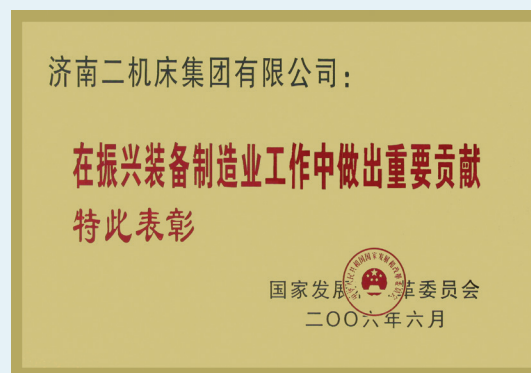 济南二机床集团有限公司：
在振兴装备制造业工作中做出重要贡献
特此表彰
国家发展和改革委员会
二〇〇六年六月